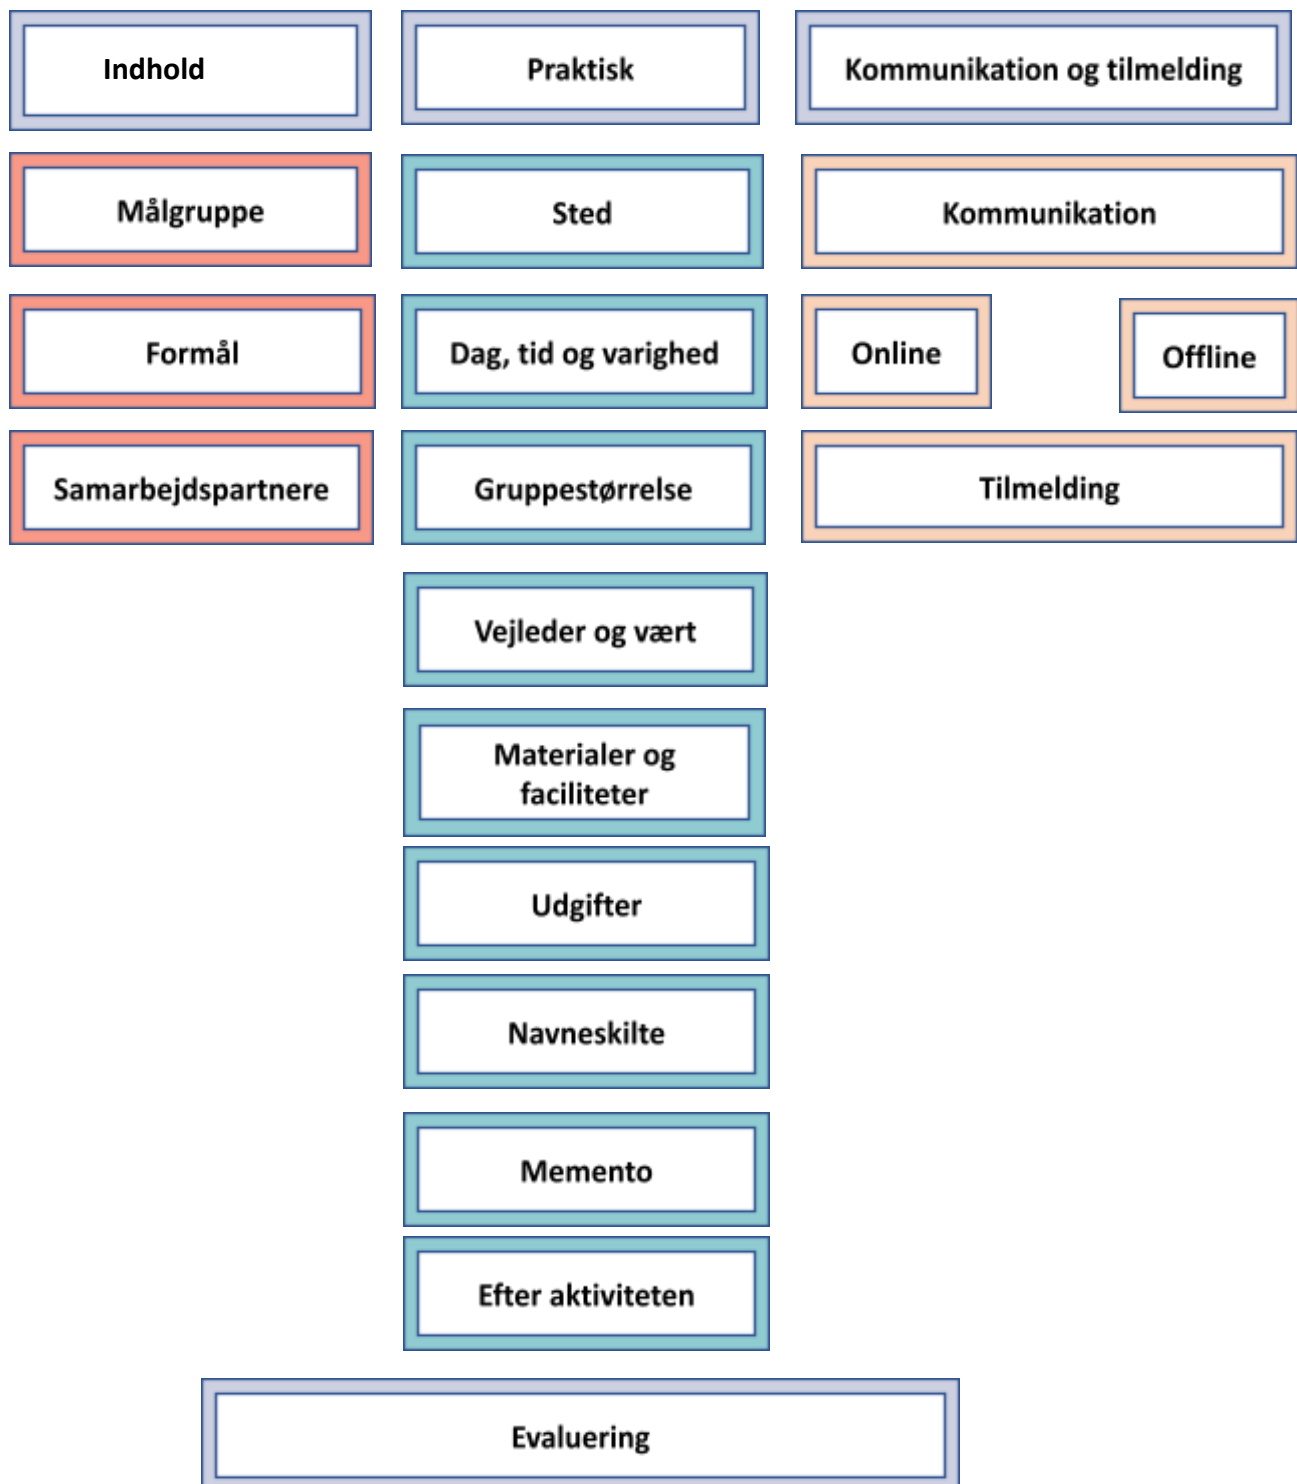 Indhold
Praktisk
Kommunikation og tilmelding
Målgruppe
Sted
Kommunikation
Formål
Dag, tid og varighed
Online
Offline
Samarbejdspartnere
Gruppestørrelse
Tilmelding
Vejleder og vært
Materialer og
faciliteter
Udgifter
Navneskilte
Memento
Efter aktiviteten
Evaluering